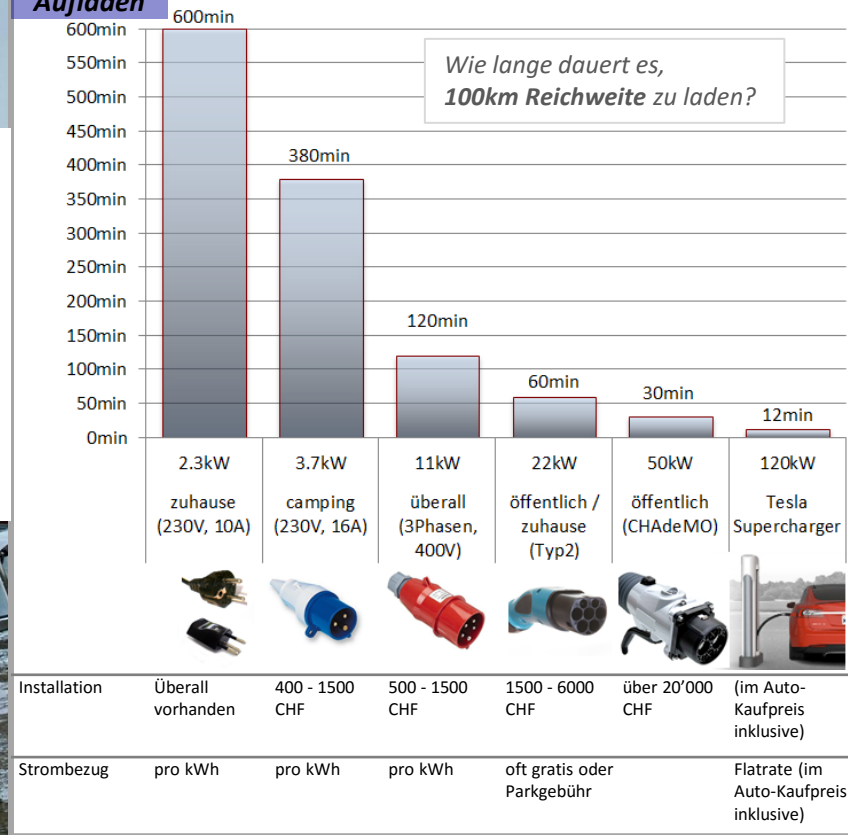 Aufladen
600min
600min
550min
500min
450min
400min
350min
300min
250min
200min
150min
100min
50min
0min
Wie lange dauert es,
100km Reichweite zu laden?
380min
120min
60min
30min
12min
2.3kW 3.7kW 11kW 22kW 50kW 120kW
zuhause camping überall öffentlich / öffentlich Tesla
(230V, 10A) (230V, 16A) (3Phasen, zuhause (CHAdeMO) Supercharger
400V) (Typ2)
Installation Überall 400 - 1500 500 - 1500 1500 - 6000 über 20’000 (im Auto-
vorhanden CHF CHF CHF CHF Kaufpreis
inklusive)
Strombezug pro kWh pro kWh pro kWh oft gratis oder Flatrate (im
Parkgebühr Auto-Kaufpreis
inklusive)